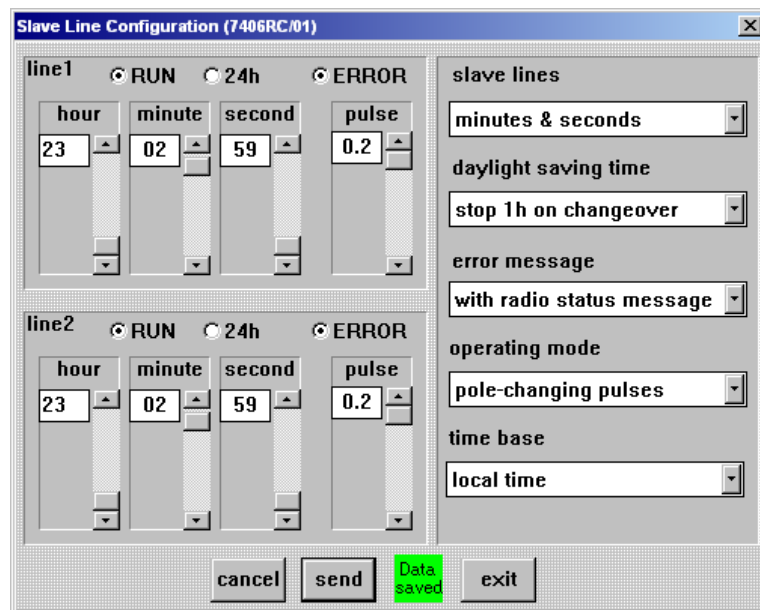 Slave Line Configuration (7406RC/01)
line1 RUN 24h ERROR
hour minute second pulse
23 02 59 0.2
line2 RUN 24h ERROR
hour minute second pulse
23 02 59 0.2
slave lines
minutes & seconds
daylight saving time
stop 1h on changeover
error message
with radio status message
operating mode
pole-changing pulses
time base
local time
cancel send Data saved exit